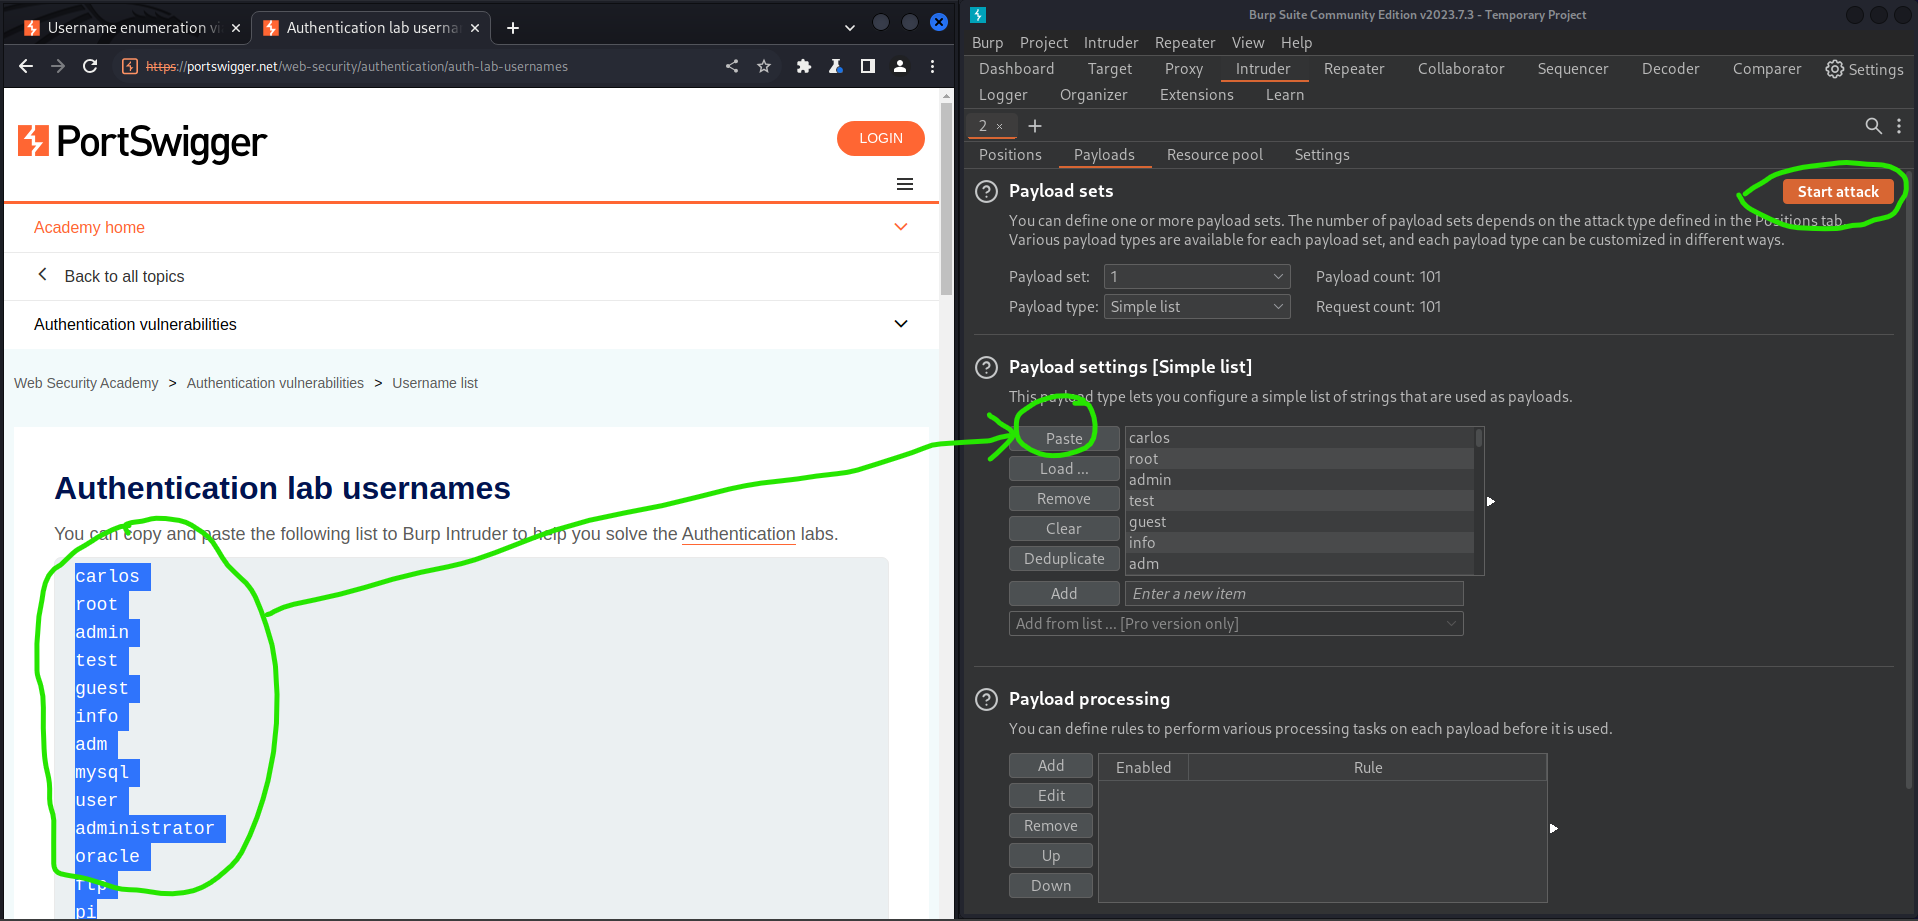 Username enumeration vi
Authentication lab userna
https://portswigger.net/web-security/authentication/auth-lab-usernames
PortSwigger
LOGIN
Academy home
Back to all topics
Authentication vulnerabilities
Web Security Academy > Authentication vulnerabilities > Username list
Authentication lab usernames
You can copy and paste the following list to Burp Intruder to help you solve the Authentication labs.
carlos
root
admin
test
guest
info
adm
mysql
user
administrator
oracle
ftp
pi
Burp Suite Community Edition v2023.7.3 - Temporary Project
Burp Project Intruder Repeater View Help
Dashboard Target Proxy Intruder Repeater Collaborator Sequencer Decoder Comparer Settings
Logger Organizer Extensions Learn
2 × +
Positions Payloads Resource pool Settings
? Payload sets
Start attack
You can define one or more payload sets. The number of payload sets depends on the attack type defined in the Positions tab.
Various payload types are available for each payload set, and each payload type can be customized in different ways.
Payload set: 1 Payload count: 101
Payload type: Simple list Request count: 101
? Payload settings [Simple list]
This payload type lets you configure a simple list of strings that are used as payloads.
Paste
Load ...
Remove
Clear
Deduplicate
carlos
root
admin
test
guest
info
adm
Add Enter a new item
Add from list ... [Pro version only]
? Payload processing
You can define rules to perform various processing tasks on each payload before it is used.
Add
Edit
Remove
Up
Down
Enabled Rule